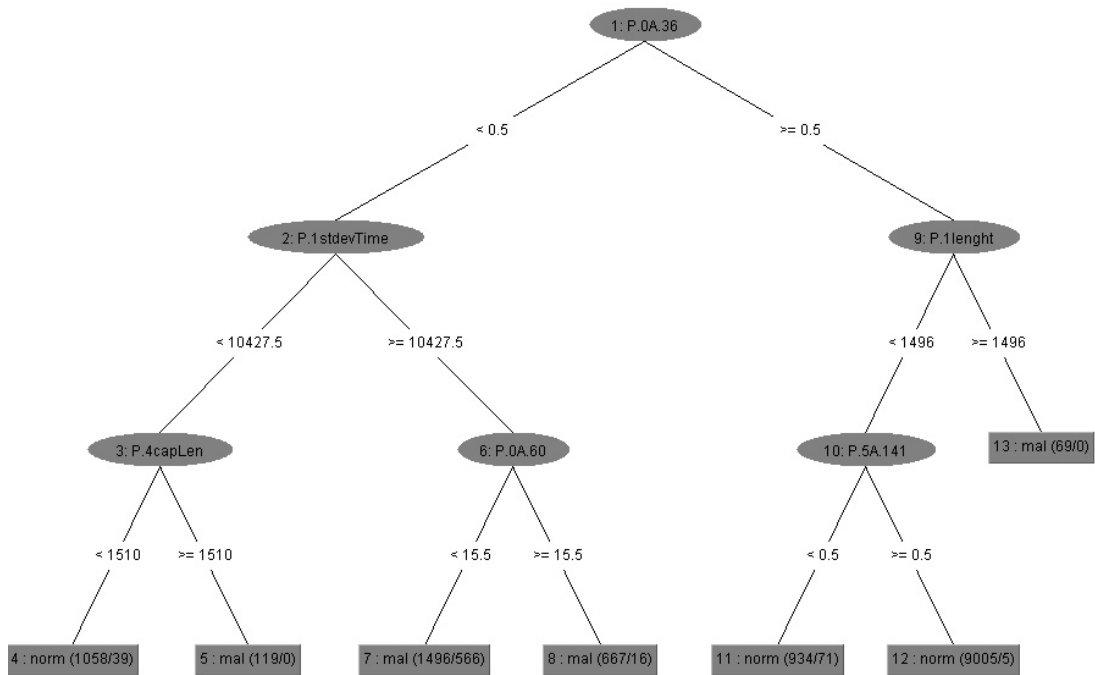 1: P.0A.36
< 0.5
>= 0.5
2: P.1stdevTime
9: P.1lenght
< 10427.5
>= 10427.5
< 1496
>= 1496
3: P.4capLen
6: P.0A.60
10: P.5A.141
13 : mal (69/0)
< 1510
>= 1510
< 15.5
>= 15.5
< 0.5
>= 0.5
4 : norm (1058/39)
5 : mal (119/0)
7 : mal (1496/566)
8 : mal (667/16)
11 : norm (934/71)
12 : norm (9005/5)